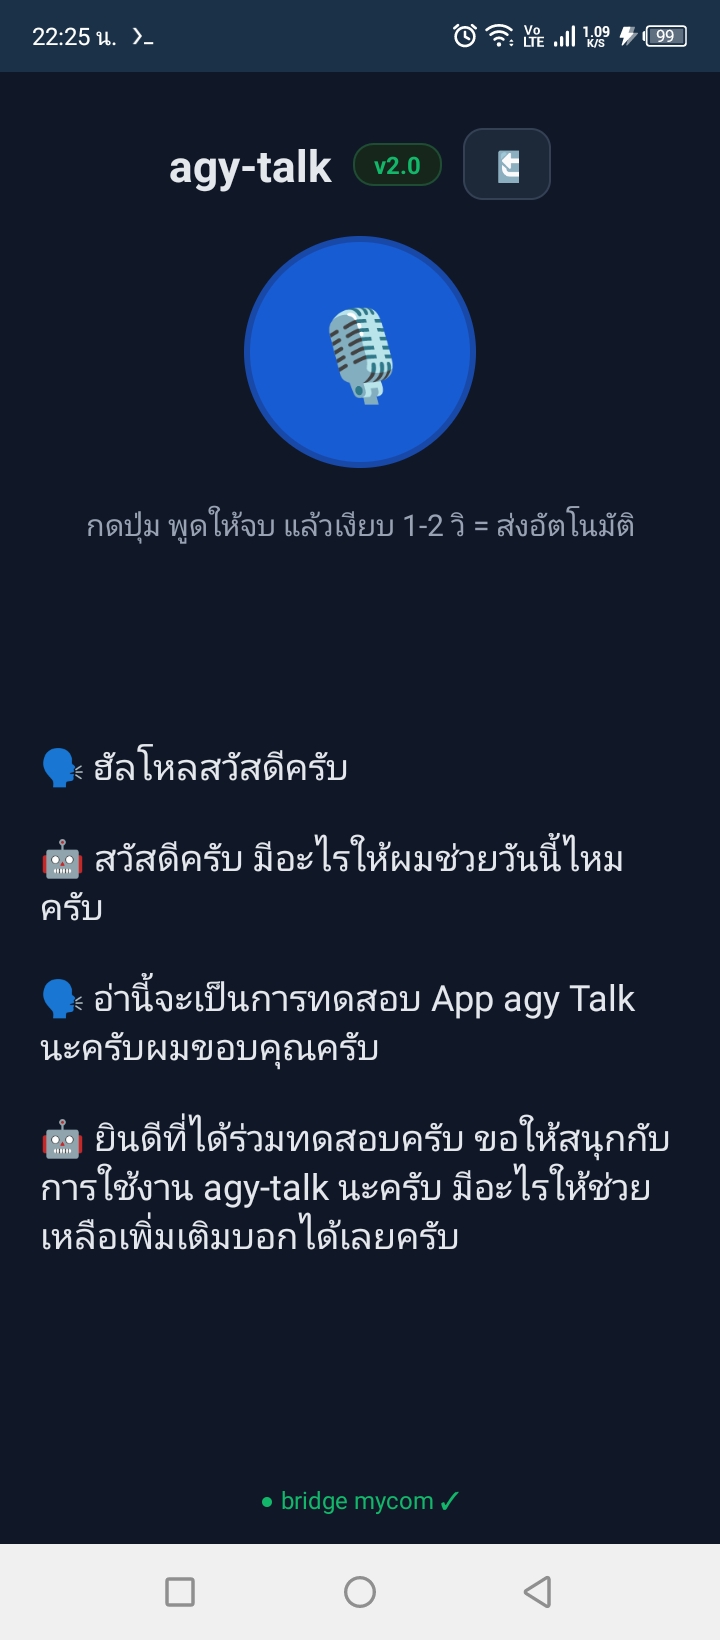 22:25 น.
Vo LTE 1.09 K/S 99
agy-talk v2.0
กดปุ่ม พูดให้จบ แล้วเงียบ 1-2 วิ = ส่งอัตโนมัติ
ฮัลโหลสวัสดีครับ
สวัสดีครับ มีอะไรให้ผมช่วยวันนี้ไหม
ครับ
อ่านี้จะเป็นการทดสอบ App agy Talk
นะครับผมขอบคุณครับ
ยินดีที่ได้ร่วมทดสอบครับ ขอให้สนุกกับ
การใช้งาน agy-talk นะครับ มีอะไรให้ช่วย
เหลือเพิ่มเติมบอกได้เลยครับ
bridge mycom ✓